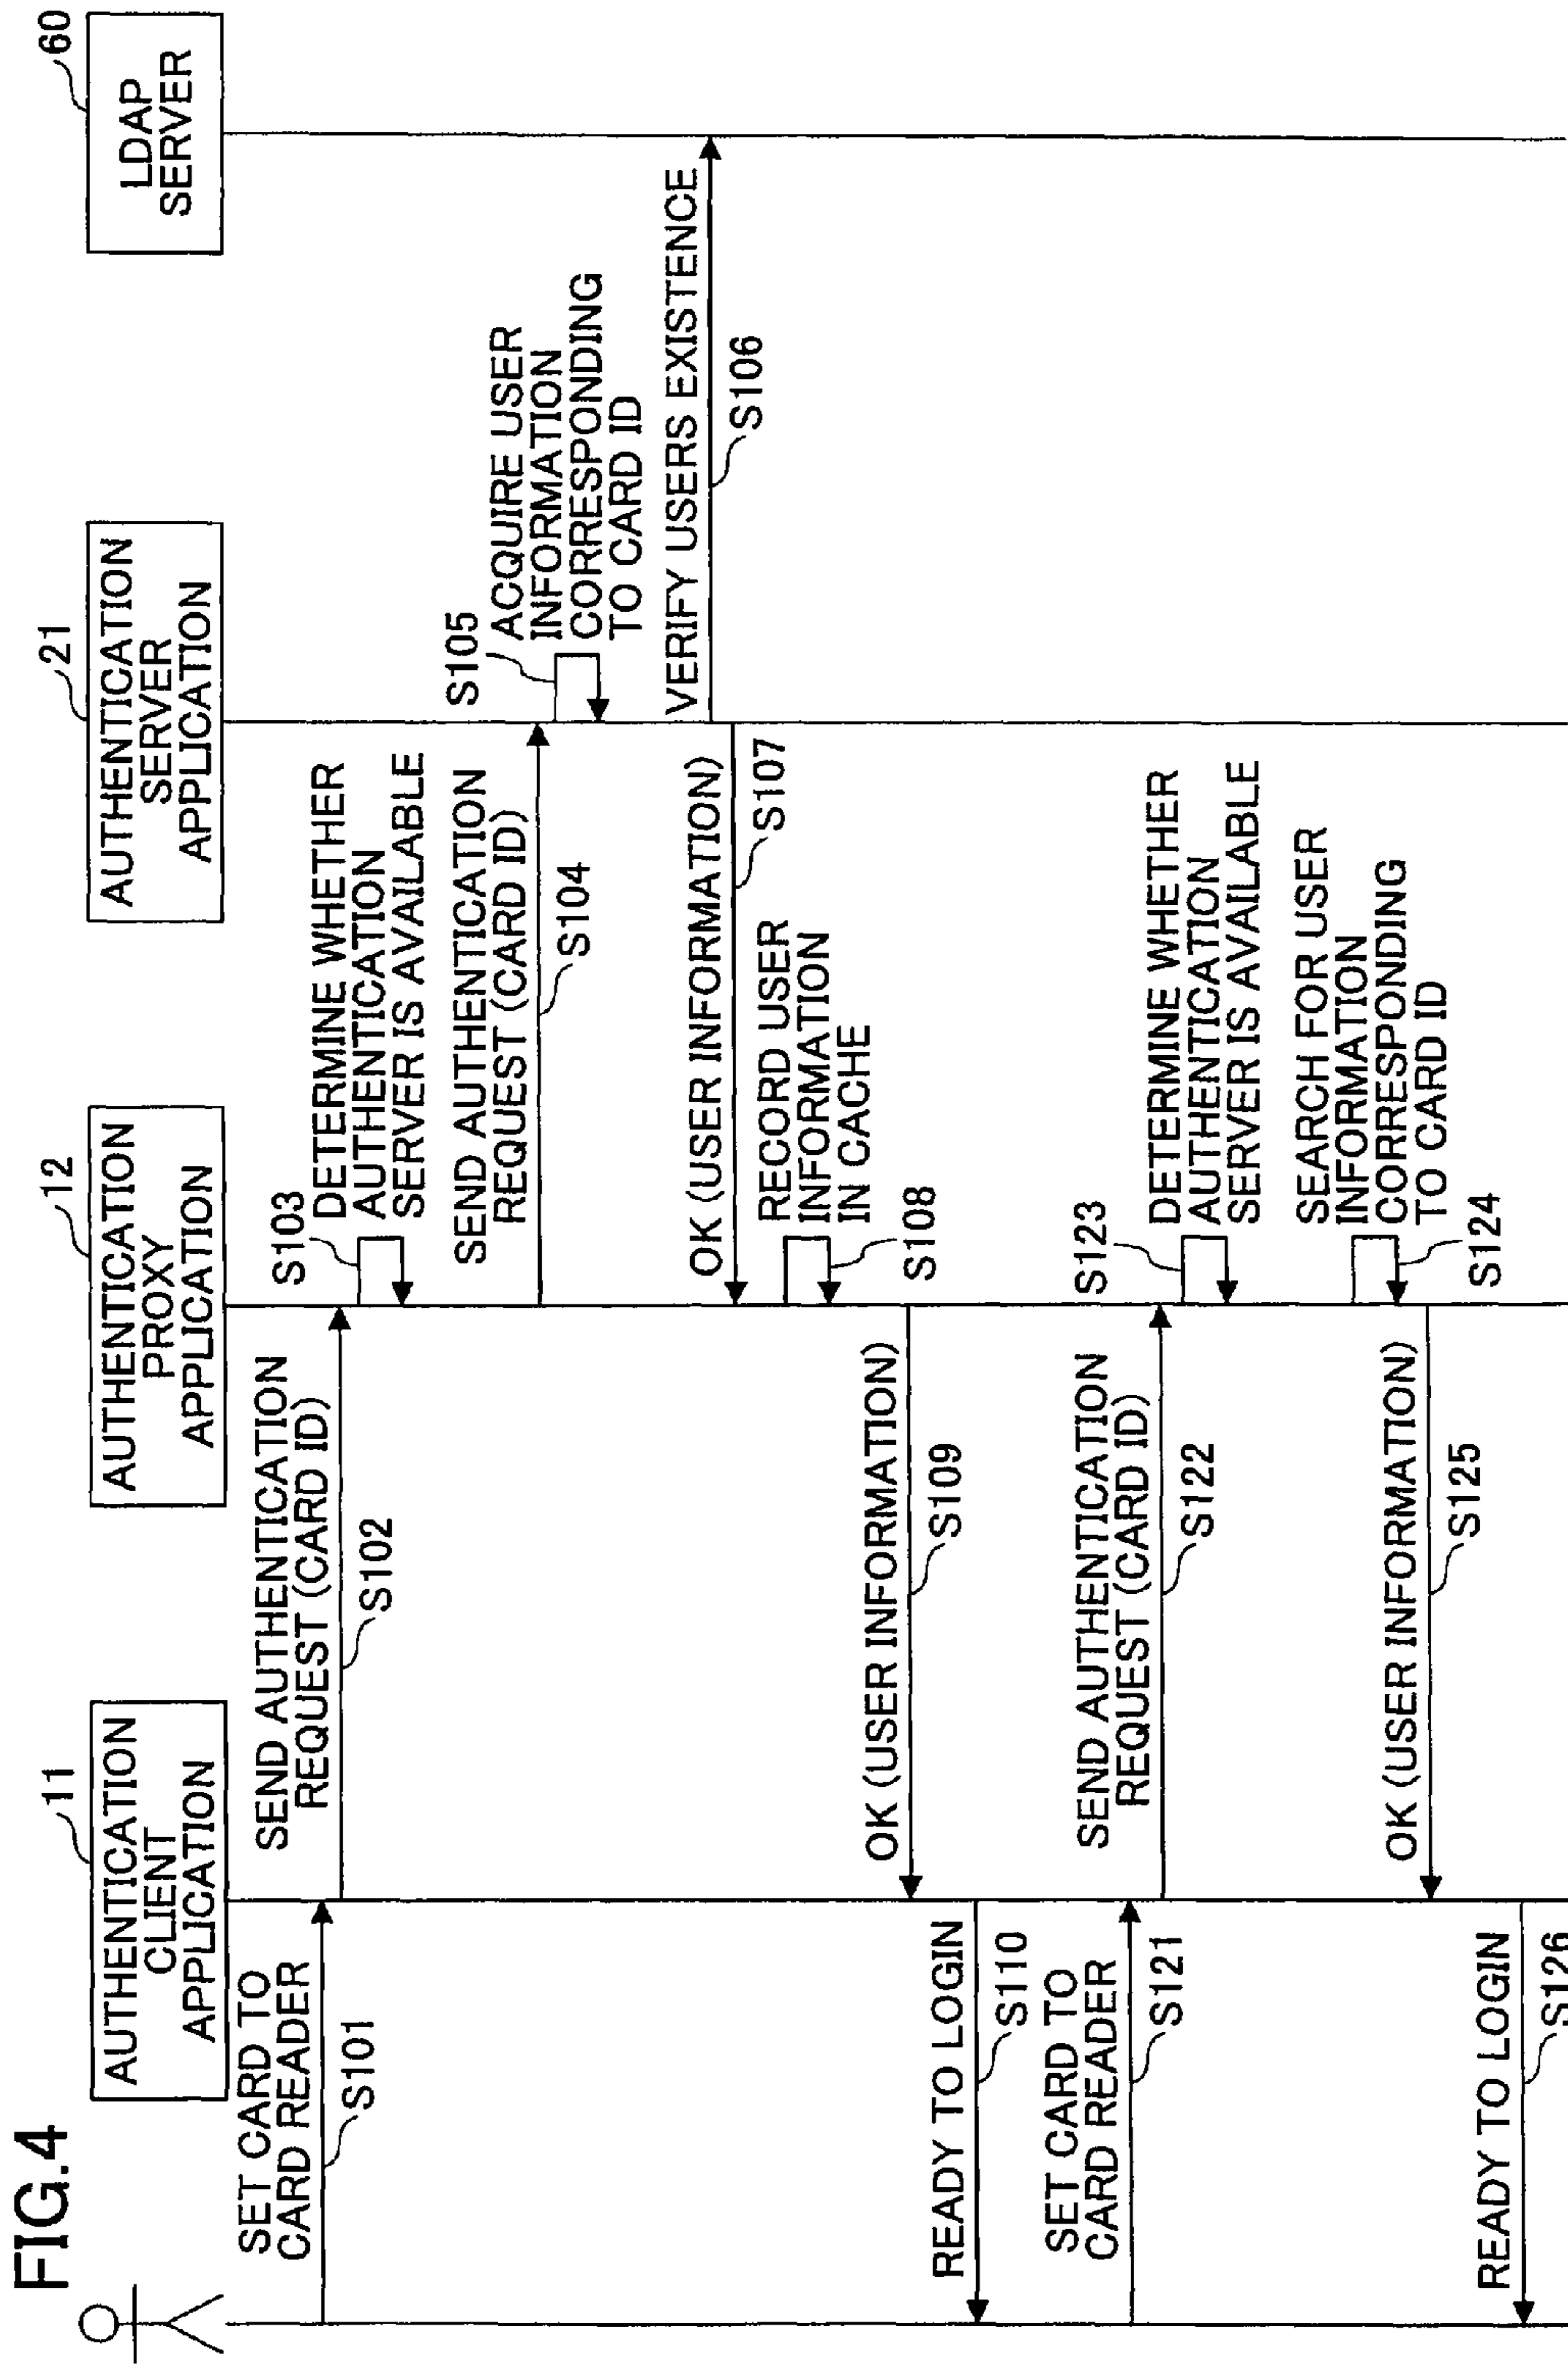 FIG.4
11
AUTHENTICATION
CLIENT
APPLICATION
12
AUTHENTICATION
PROXY
APPLICATION
21
AUTHENTICATION
SERVER
APPLICATION
60
LDAP
SERVER
SET CARD TO
CARD READER
S101
SEND AUTHENTICATION
REQUEST (CARD ID)
S102
S103
DETERMINE WHETHER
AUTHENTICATION
SERVER IS AVAILABLE
SEND AUTHENTICATION
REQUEST (CARD ID)
S104
S105
ACQUIRE USER
INFORMATION
CORRESPONDING
TO CARD ID
VERIFY USERS EXISTENCE
S106
OK (USER INFORMATION)
S107
RECORD USER
INFORMATION
IN CACHE
S108
OK (USER INFORMATION)
S109
READY TO LOGIN
S110
SET CARD TO
CARD READER
S121
SEND AUTHENTICATION
REQUEST (CARD ID)
S122
S123
DETERMINE WHETHER
AUTHENTICATION
SERVER IS AVAILABLE
SEARCH FOR USER
INFORMATION
CORRESPONDING
TO CARD ID
S124
OK (USER INFORMATION)
S125
READY TO LOGIN
S126